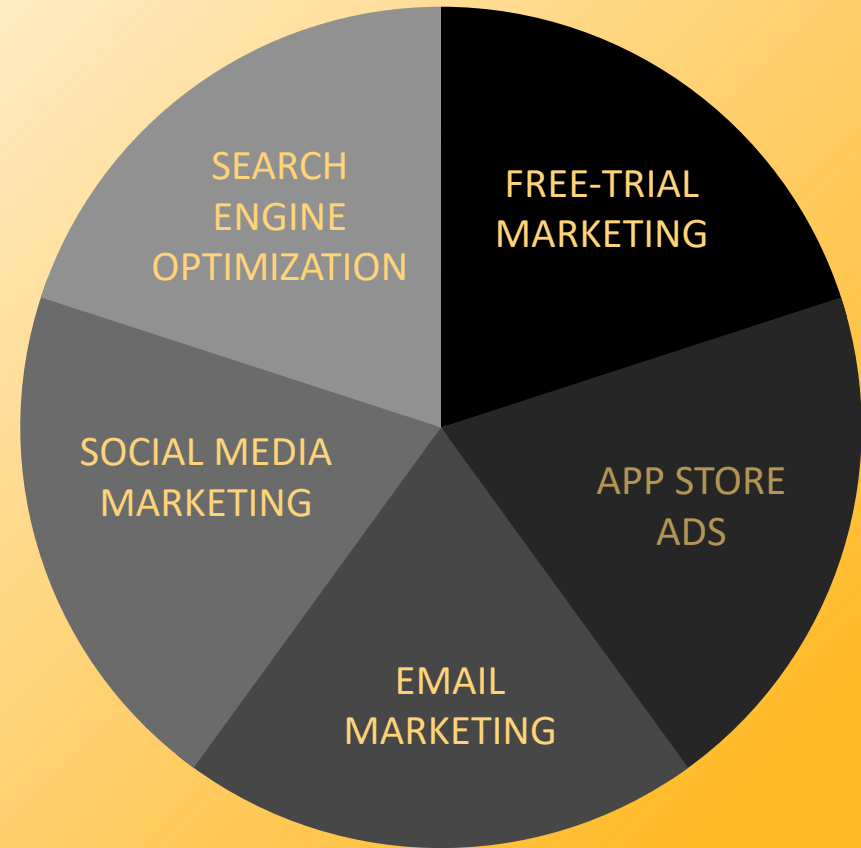 SEARCH
ENGINE
OPTIMIZATION
FREE-TRIAL
MARKETING
SOCIAL MEDIA
MARKETING
APP STORE
ADS
EMAIL
MARKETING